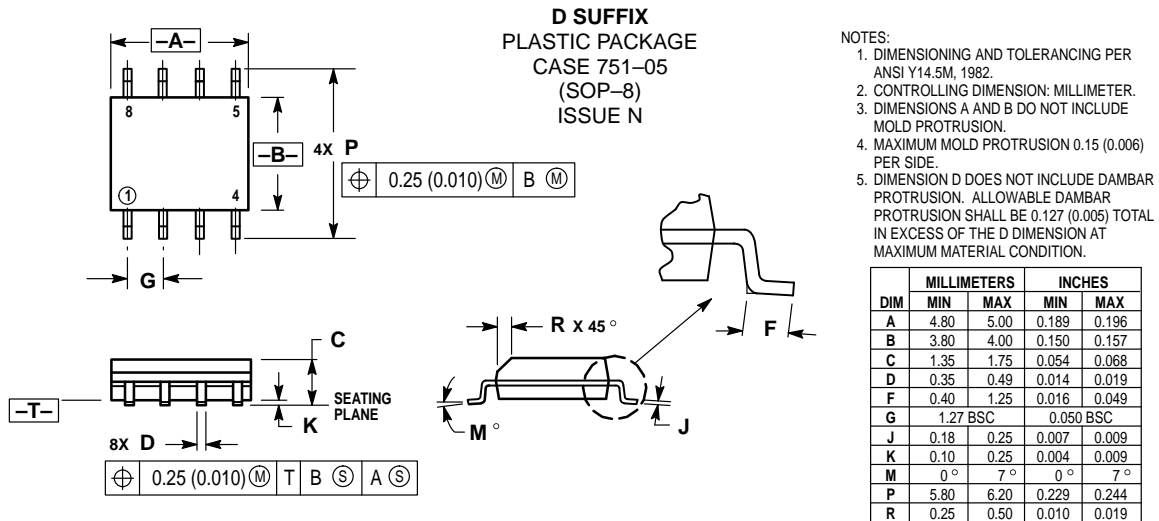 D SUFFIX
PLASTIC PACKAGE
CASE 751–05
(SOP–8)
ISSUE N
–A–
8 5
1 4
–B–
4X P
⌖ 0.25 (0.010) Ⓜ B Ⓜ
G
C
SEATING
PLANE
K
–T–
8X D
⌖ 0.25 (0.010) Ⓜ T B Ⓢ A Ⓢ
R X 45°
M°
J
F
NOTES:
1. DIMENSIONING AND TOLERANCING PER
ANSI Y14.5M, 1982.
2. CONTROLLING DIMENSION: MILLIMETER.
3. DIMENSIONS A AND B DO NOT INCLUDE
MOLD PROTRUSION.
4. MAXIMUM MOLD PROTRUSION 0.15 (0.006)
PER SIDE.
5. DIMENSION D DOES NOT INCLUDE DAMBAR
PROTRUSION. ALLOWABLE DAMBAR
PROTRUSION SHALL BE 0.127 (0.005) TOTAL
IN EXCESS OF THE D DIMENSION AT
MAXIMUM MATERIAL CONDITION.
MILLIMETERS INCHES
DIM MIN MAX MIN MAX
A 4.80 5.00 0.189 0.196
B 3.80 4.00 0.150 0.157
C 1.35 1.75 0.054 0.068
D 0.35 0.49 0.014 0.019
F 0.40 1.25 0.016 0.049
G 1.27 BSC 0.050 BSC
J 0.18 0.25 0.007 0.009
K 0.10 0.25 0.004 0.009
M 0° 7° 0° 7°
P 5.80 6.20 0.229 0.244
R 0.25 0.50 0.010 0.019